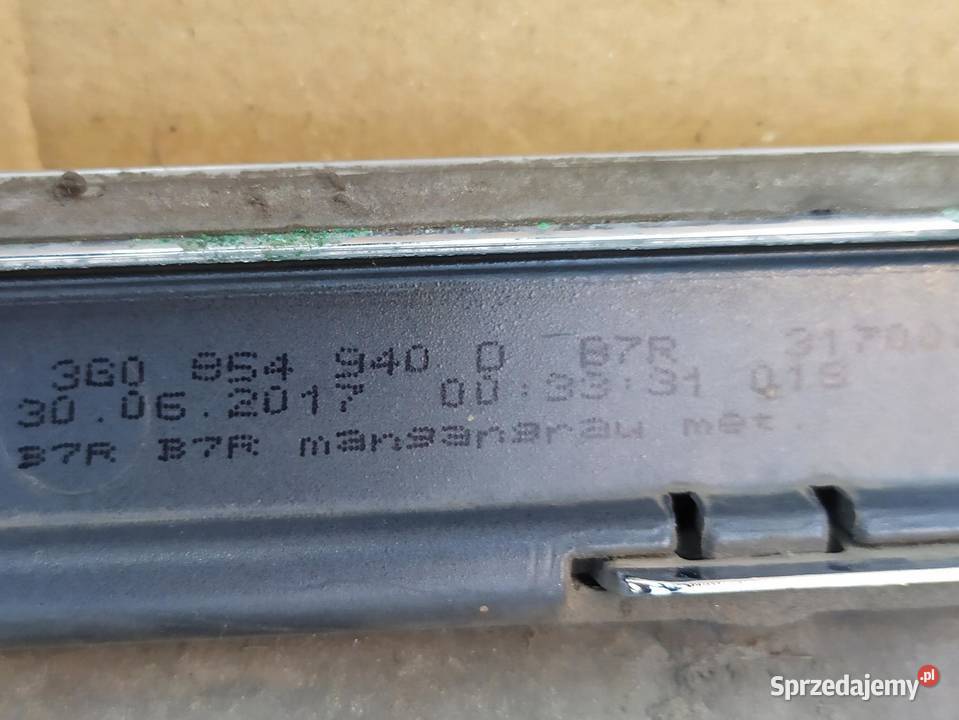 3G0 854 940 D B7R
30.06.2017 00:33:31 019
B7R B7R mangangrau met.
Sprzedajemy.pl